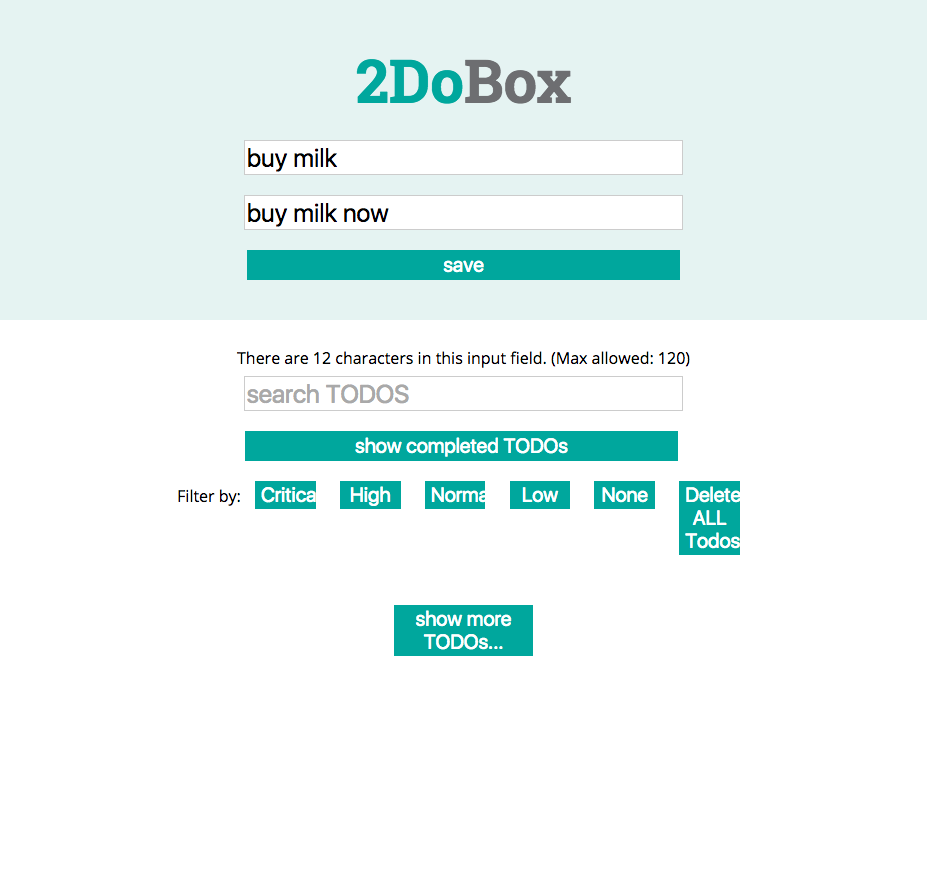 2DoBox
buy milk
buy milk now
save
There are 12 characters in this input field. (Max allowed: 120)
search TODOS
show completed TODOs
Filter by: Critica High Norma Low None Delete
ALL
Todos
show more
TODOs...